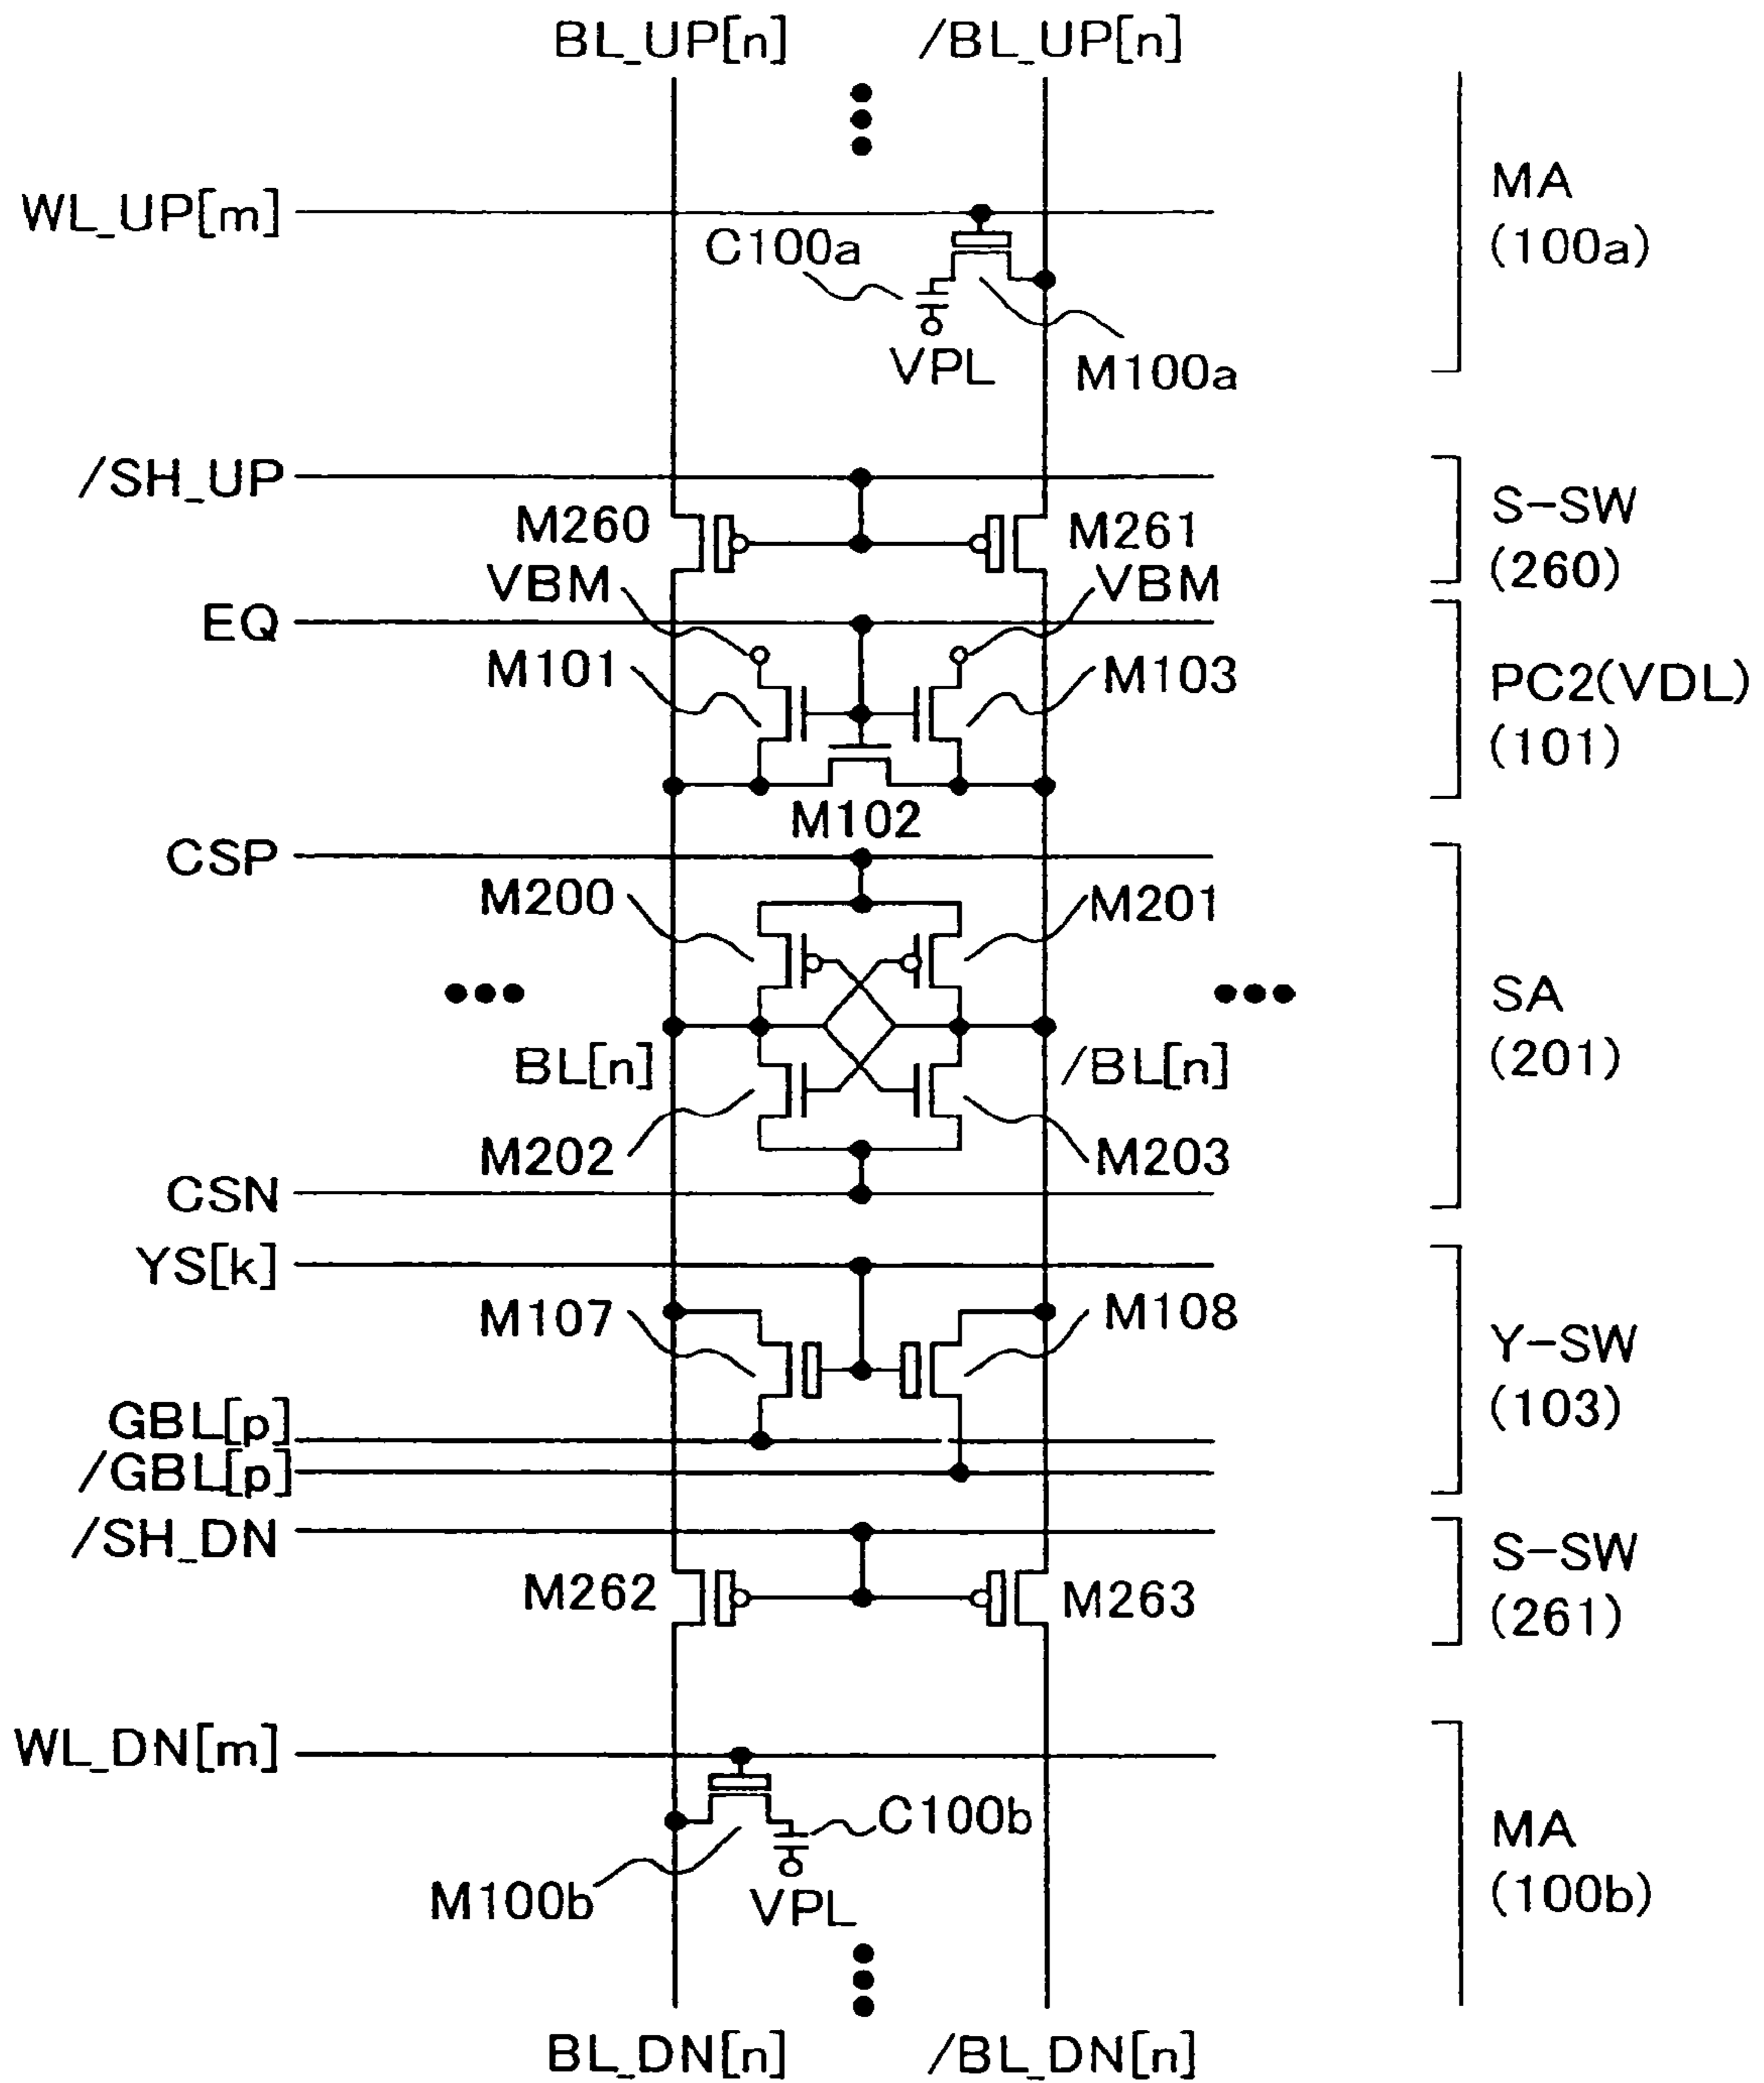 BL_UP[n] /BL_UP[n]
WL_UP[m]
C100a
VPL
M100a
MA
(100a)
/SH_UP
M260
M261
S-SW
(260)
VBM
VBM
EQ
M101
M103
M102
PC2(VDL)
(101)
CSP
M200
M201
BL[n]
/BL[n]
M202
M203
SA
(201)
CSN
YS[k]
M107
M108
Y-SW
(103)
GBL[p]
/GBL[p]
/SH_DN
M262
M263
S-SW
(261)
WL_DN[m]
C100b
M100b
VPL
MA
(100b)
BL_DN[n] /BL_DN[n]